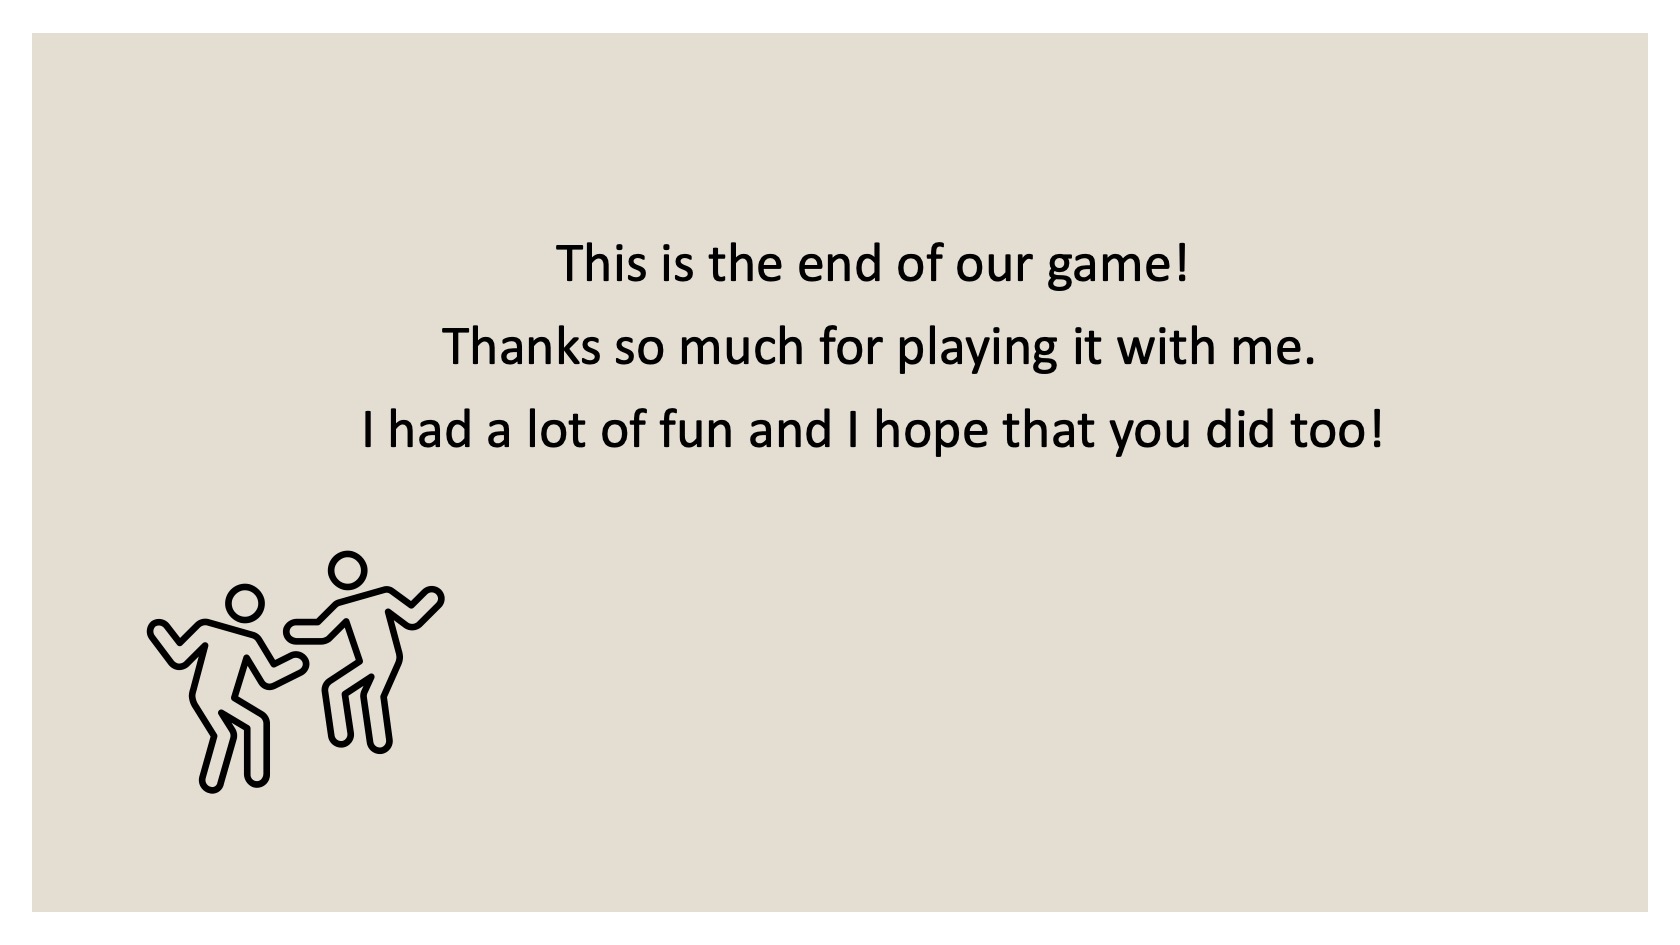 This is the end of our game!
Thanks so much for playing it with me.
I had a lot of fun and I hope that you did too!